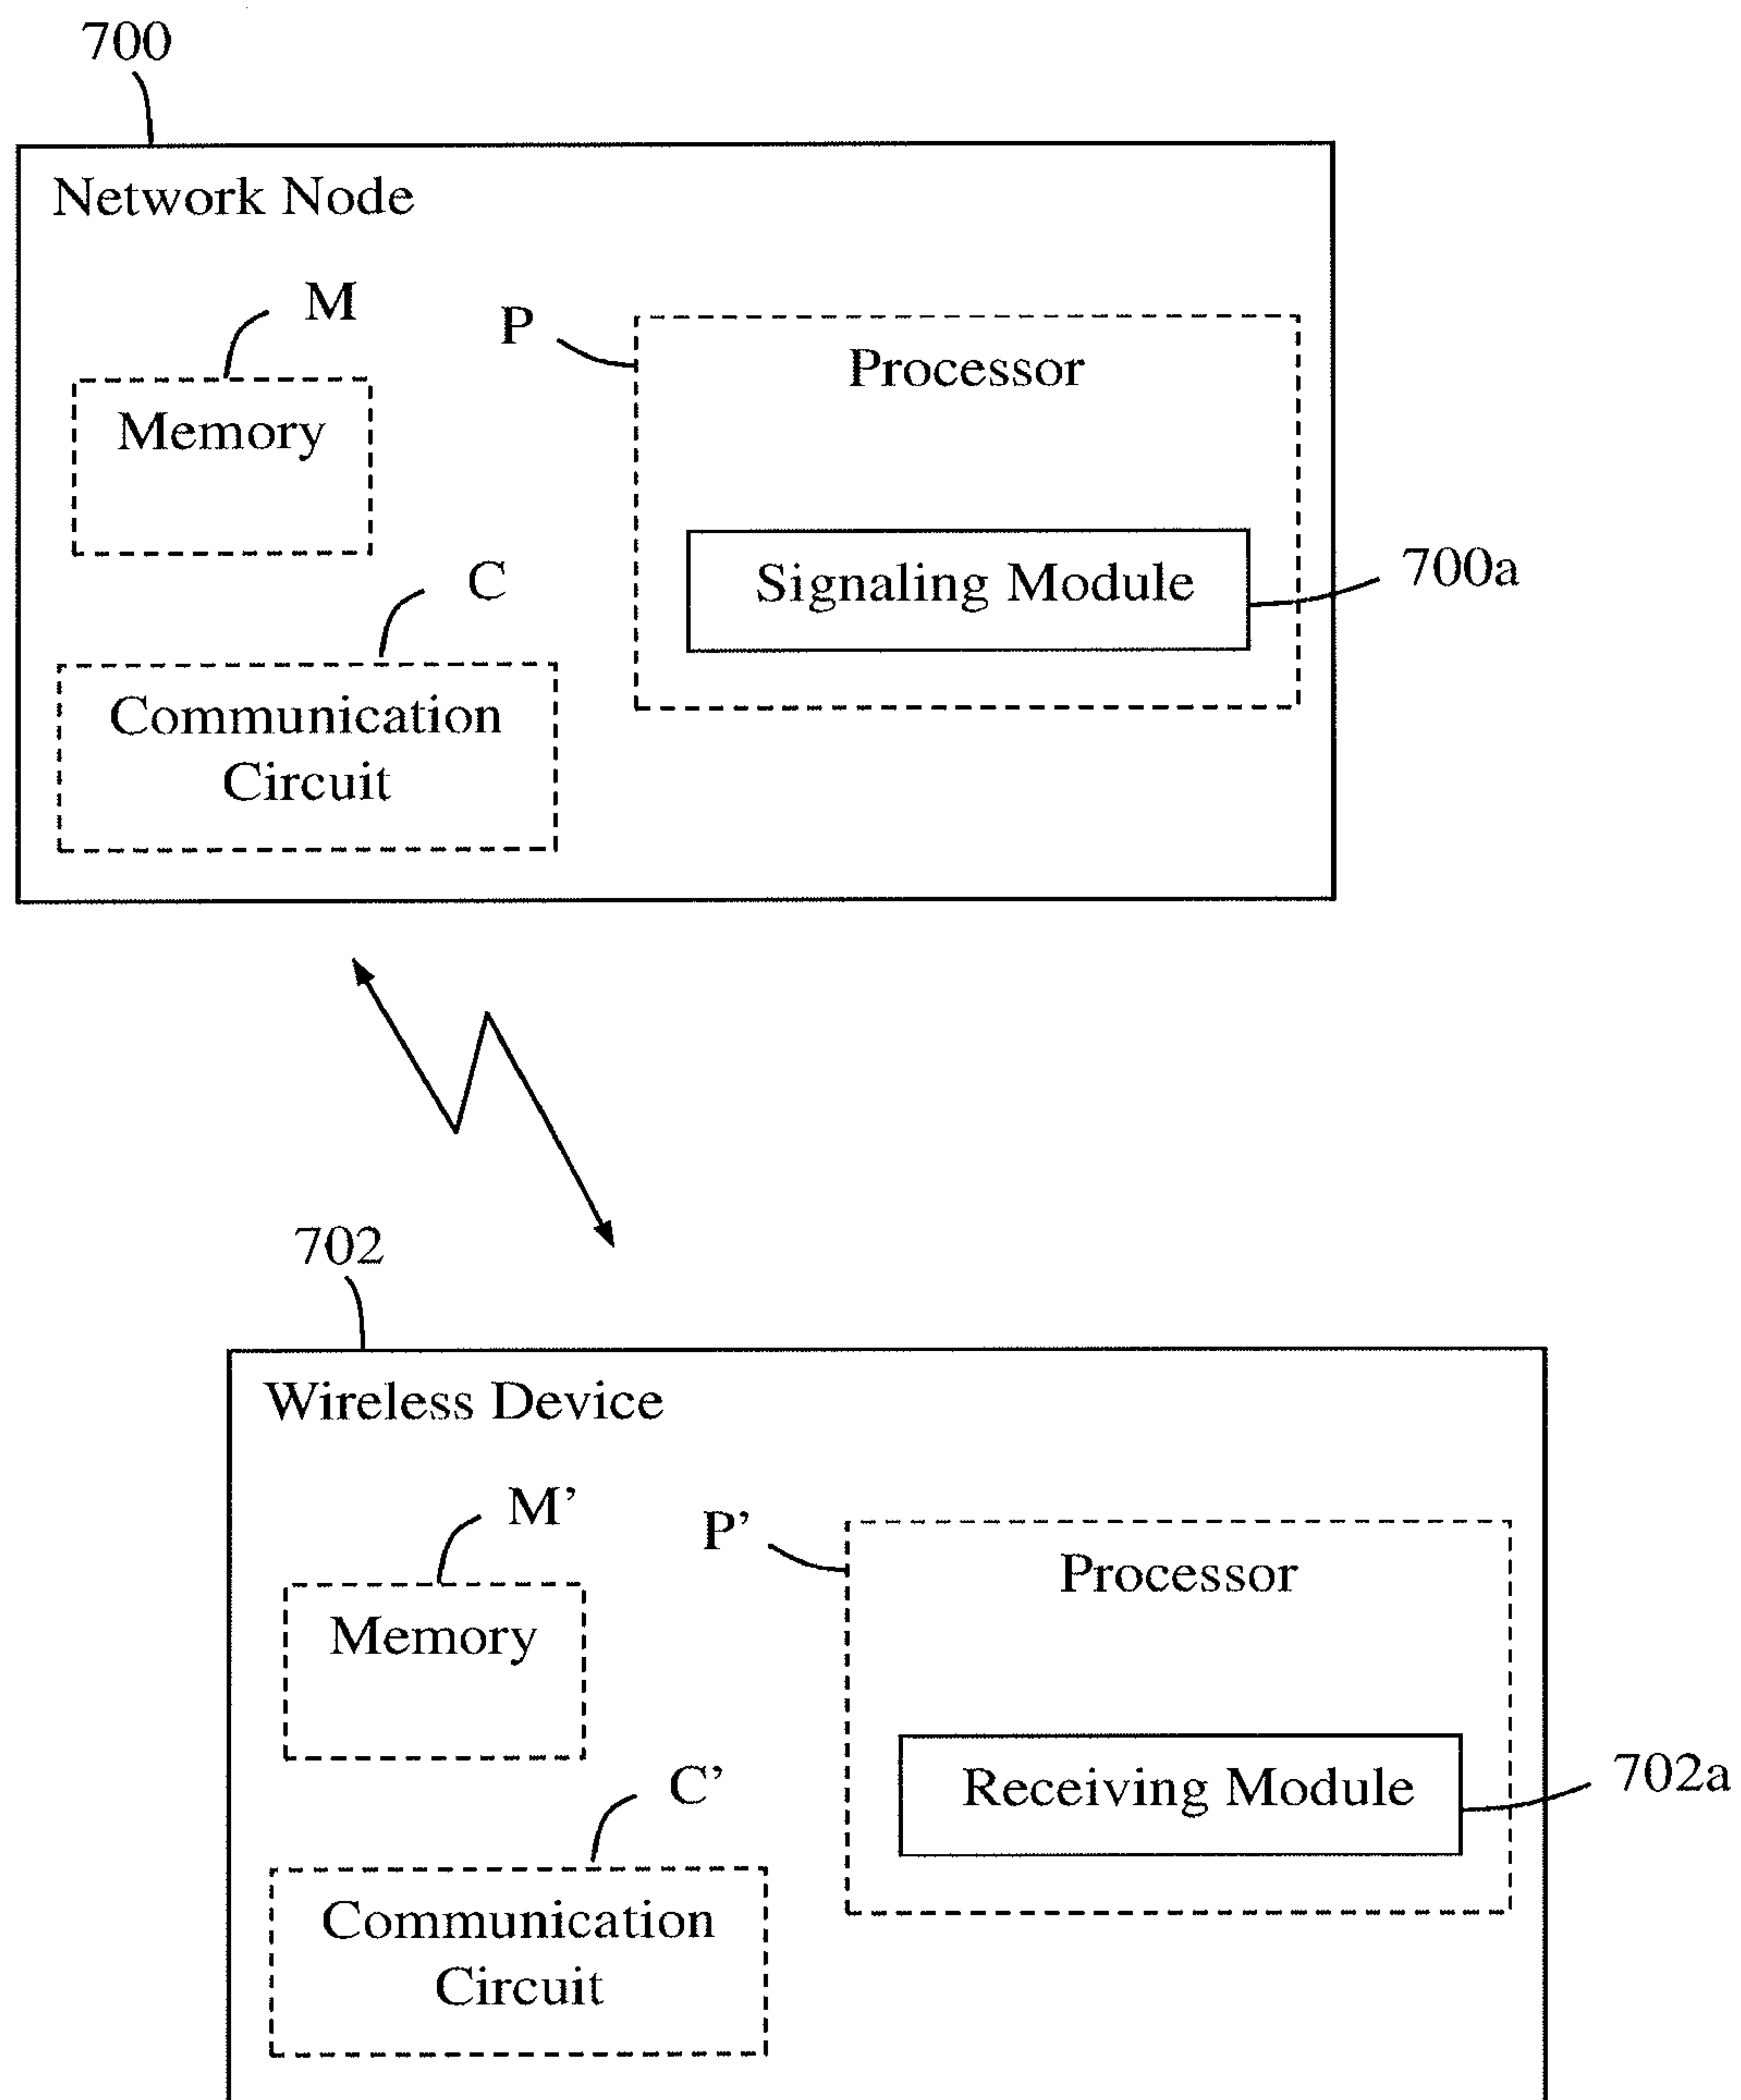 700
Network Node
M
P
Processor
Memory
Signaling Module
700a
C
Communication
Circuit
702
Wireless Device
M’
P’
Processor
Memory
Receiving Module
702a
C’
Communication
Circuit